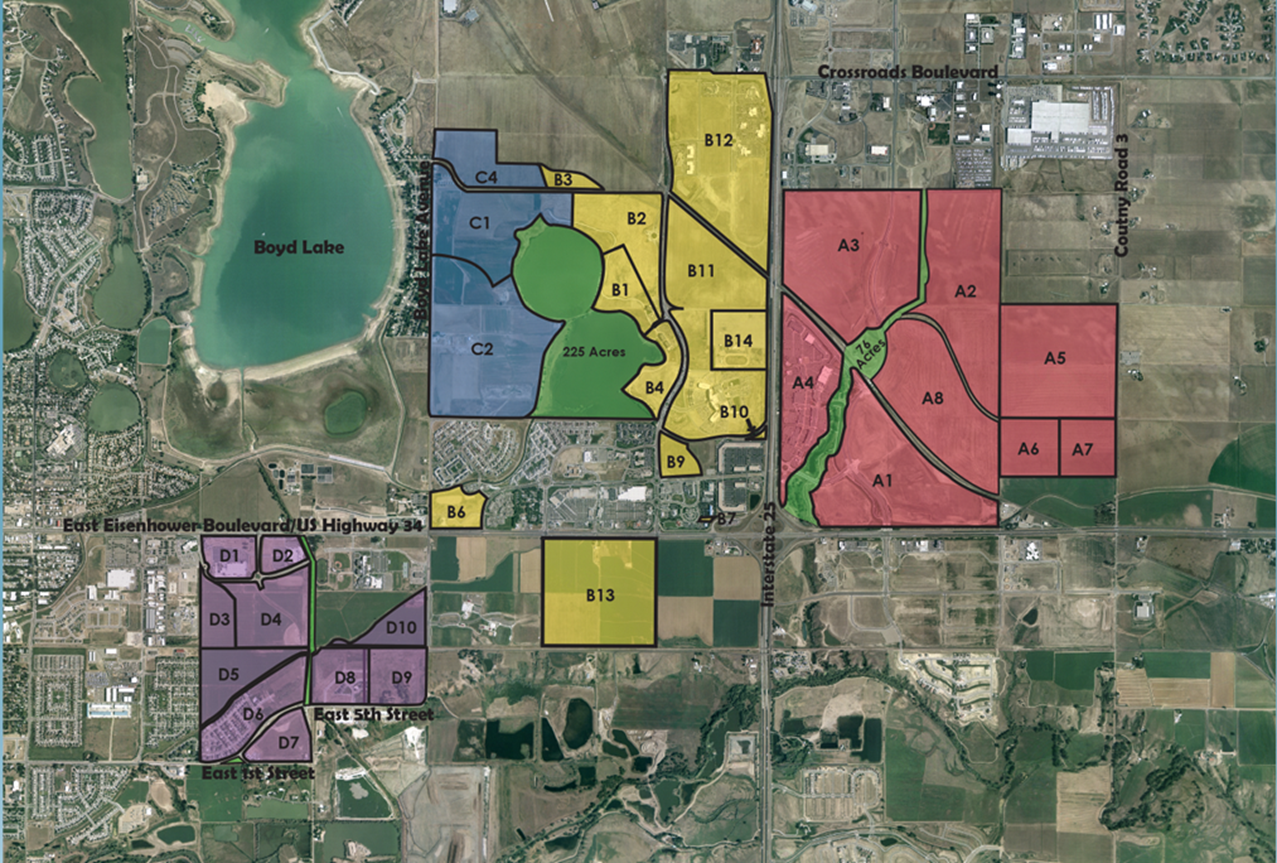 Crossroads Boulevard
B12
Coutny Road 3
C4
B3
Lake Avenue
C1
B2
Boyd Lake
A3
B11
B1
A2
B14
C2
225 Acres
76
Acres
A5
B4
A4
A8
B10
A6
A7
B9
A1
B6
B7
East Eisenhower Boulevard/US Highway 34
Interstate 25
D1
D2
B13
D3
D4
D10
D5
D8
D9
D6
East 5th Street
D7
East 1st Street